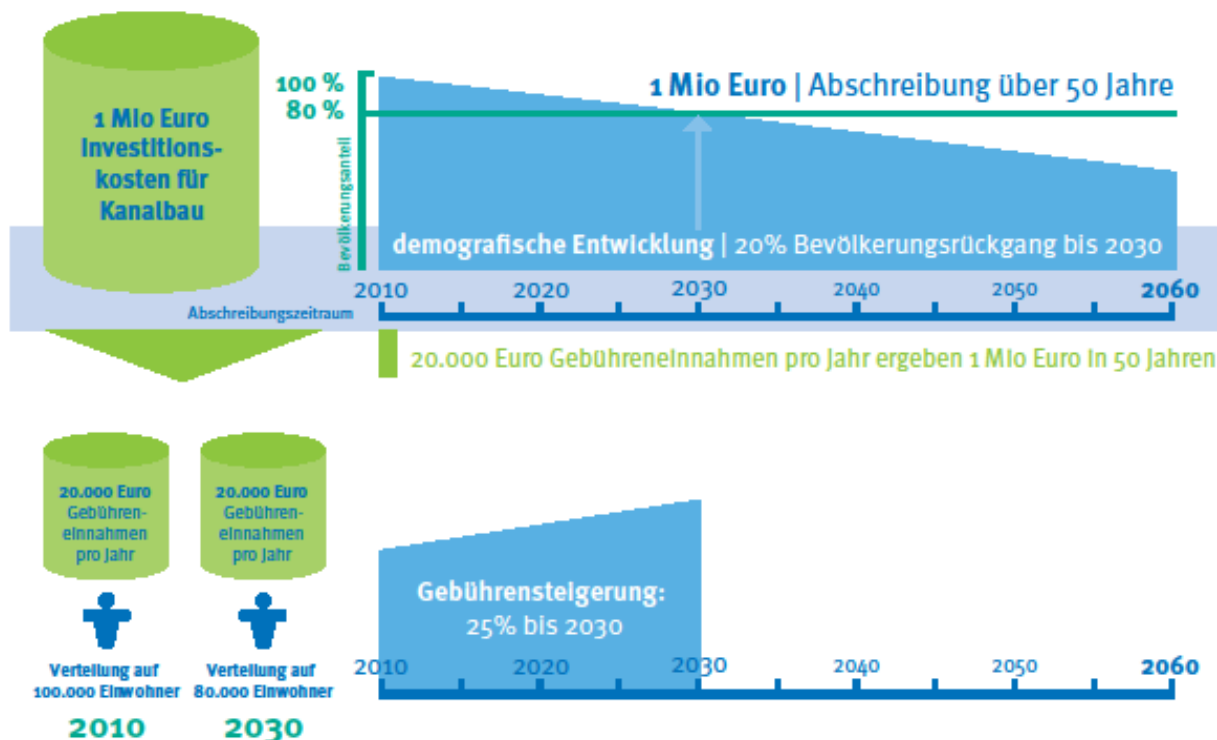 1 Mio Euro
Investitions-
kosten für
Kanalbau
100 %
80 %
Bevölkerungsanteil
1 Mio Euro | Abschreibung über 50 Jahre
demografische Entwicklung | 20% Bevölkerungsrückgang bis 2030
2010 2020 2030 2040 2050 2060
Abschreibungszeitraum
20.000 Euro Gebühreneinnahmen pro Jahr ergeben 1 Mio Euro in 50 Jahren
20.000 Euro
Gebühren-
einnahmen
pro Jahr
Verteilung auf
100.000 Einwohner
2010
20.000 Euro
Gebühren-
einnahmen
pro Jahr
Verteilung auf
80.000 Einwohner
2030
Gebührensteigerung:
25% bis 2030
2010 2020 2030 2040 2050 2060